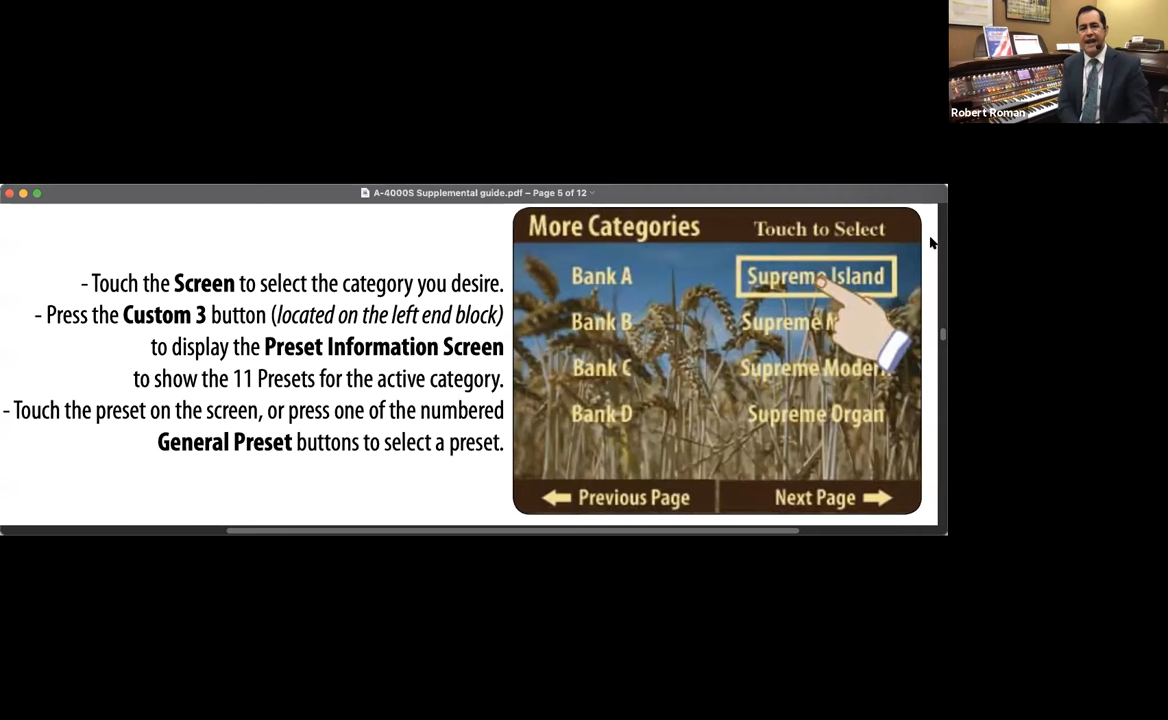 Robert Roman
A-4000S Supplemental guide.pdf – Page 5 of 12
- Touch the Screen to select the category you desire.
- Press the Custom 3 button (located on the left end block)
to display the Preset Information Screen
to show the 11 Presets for the active category.
- Touch the preset on the screen, or press one of the numbered
General Preset buttons to select a preset.
More Categories Touch to Select
Bank A Supreme Island
Bank B Supreme
Bank C Supreme Moder
Bank D Supreme Organ
Previous Page Next Page